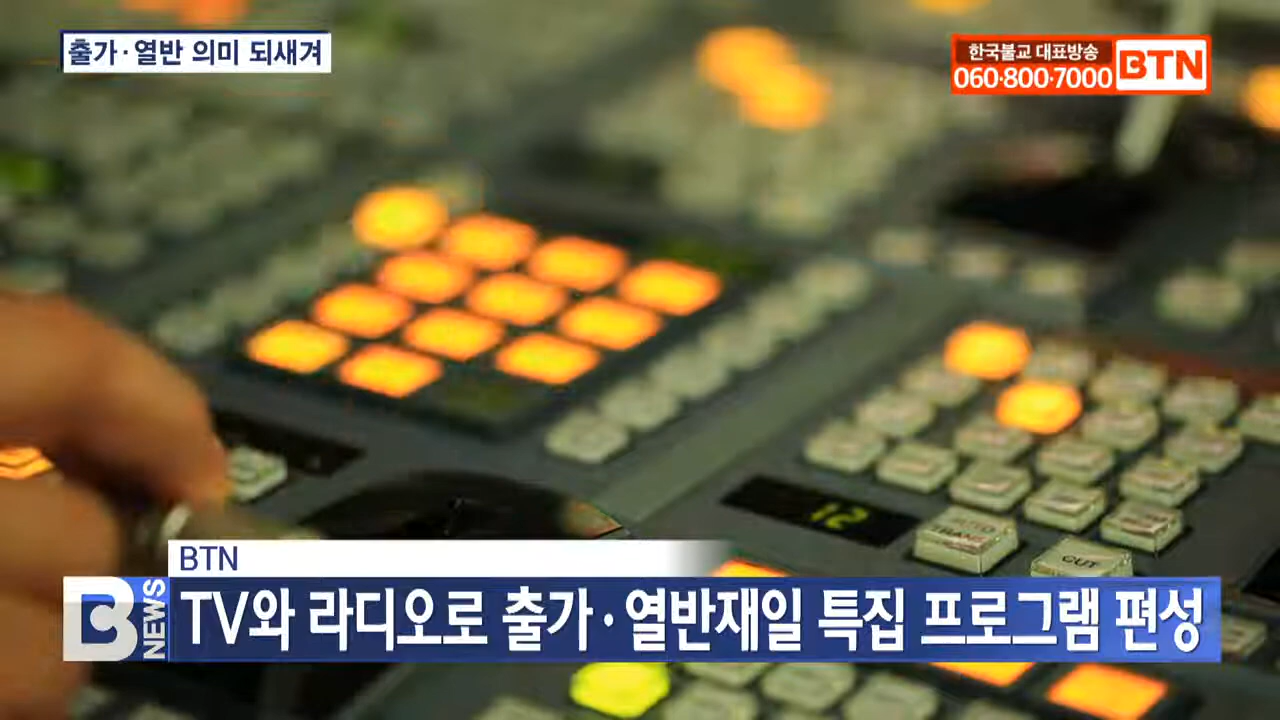 출가·열반 의미 되새겨
한국불교 대표방송
060·800·7000
BTN
12
AUTO
TRANS
CUT
BTN
B NEWS
TV와 라디오로 출가·열반재일 특집 프로그램 편성